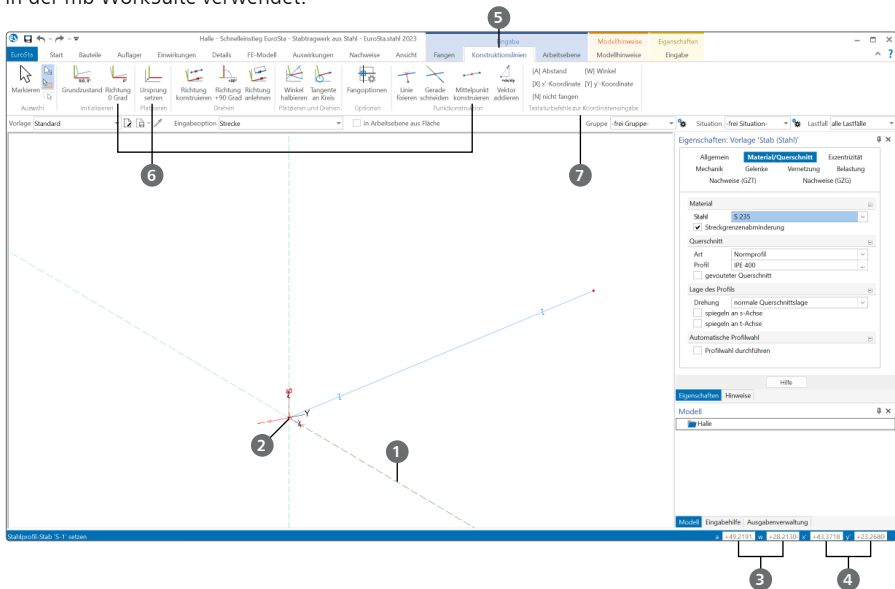 in der mb WorkSuite verwendet.
5
Halle - Schnelleinstieg EuroSta - Stabtragwerk aus Stahl - EuroSta.stahl 2023
Eingabe
Modellhinweise
Eigenschaften
EuroSta Start Bauteile Auflager Einwirkungen Details FE-Modell Auswirkungen Nachweise Ansicht Fangen Konstruktionslinien Arbeitsebene Modellhinweise Eingabe
Markieren
Grundzustand Richtung 0 Grad
Ursprung setzen
Richtung konstruieren Richtung +90 Grad Richtung anlehnen
Winkel halbieren Tangente an Kreis
Fangoptionen
Linie fixieren Gerade schneiden Mittelpunkt konstruieren Vektor addieren
[A] Abstand [W] Winkel
[X] x'-Koordinate [Y] y'-Koordinate
[N] nicht fangen
Auswahl Initialisieren Platzieren Drehen Platzieren und Drehen Optionen Punktkonstruktion Tastaturbefehle zur Koordinateneingabe
Vorlage Standard Eingabeoption Strecke in Arbeitsebene aus Fläche Gruppe -frei Gruppe- Situation -frei Situation- Lastfall alle Lastfälle
6
7
Eigenschaften: Vorlage 'Stab (Stahl)'
Allgemein Material/Querschnitt Exzentrizität
Mechanik Gelenke Vernetzung Belastung
Nachweise (GZT) Nachweise (GZG)
Material
Stahl S 235
Streckgrenzenabminderung
Querschnitt
Art Normprofil
Profil IPE 400 ...
gevouteter Querschnitt
Lage des Profils
Drehung normale Querschnittslage
spiegeln an s-Achse
spiegeln an t-Achse
Automatische Profilwahl
Profilwahl durchführen
Hilfe
Eigenschaften Hinweise
Modell
Halle
Y
2
1
Modell Eingabehilfe Ausgabenverwaltung
Stahlprofil-Stab 'S-1' setzen
a +49.2191 w +28.2130 x' +43.3718 y' +23.2680
3
4